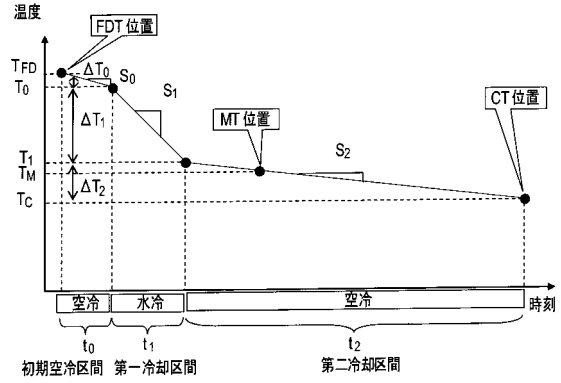 温度
FDT位置
TFD
ΔT0
S0
T0
S1
CT位置
ΔT1
MT位置
S2
T1
TM
ΔT2
TC
空冷
水冷
空冷
時刻
t0
t1
t2
初期空冷区間
第一冷却区間
第二冷却区間